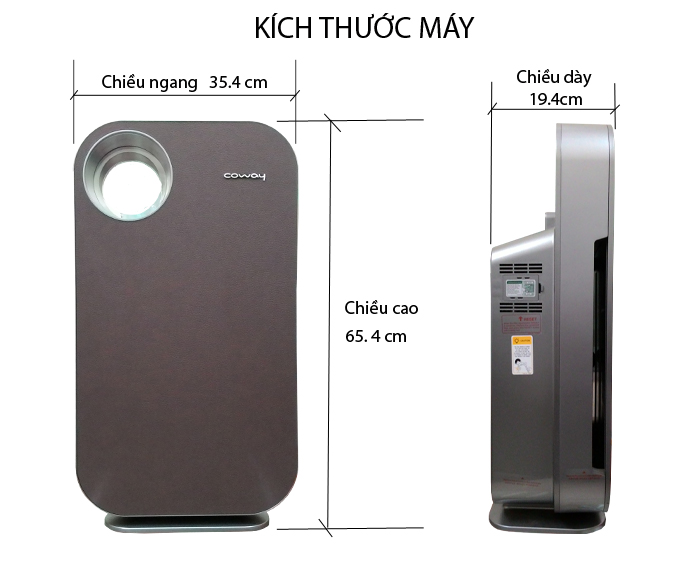 KÍCH THƯỚC MÁY
Chiều ngang 35.4 cm
Chiều dày
19.4cm
coway
Chiều cao
65. 4 cm